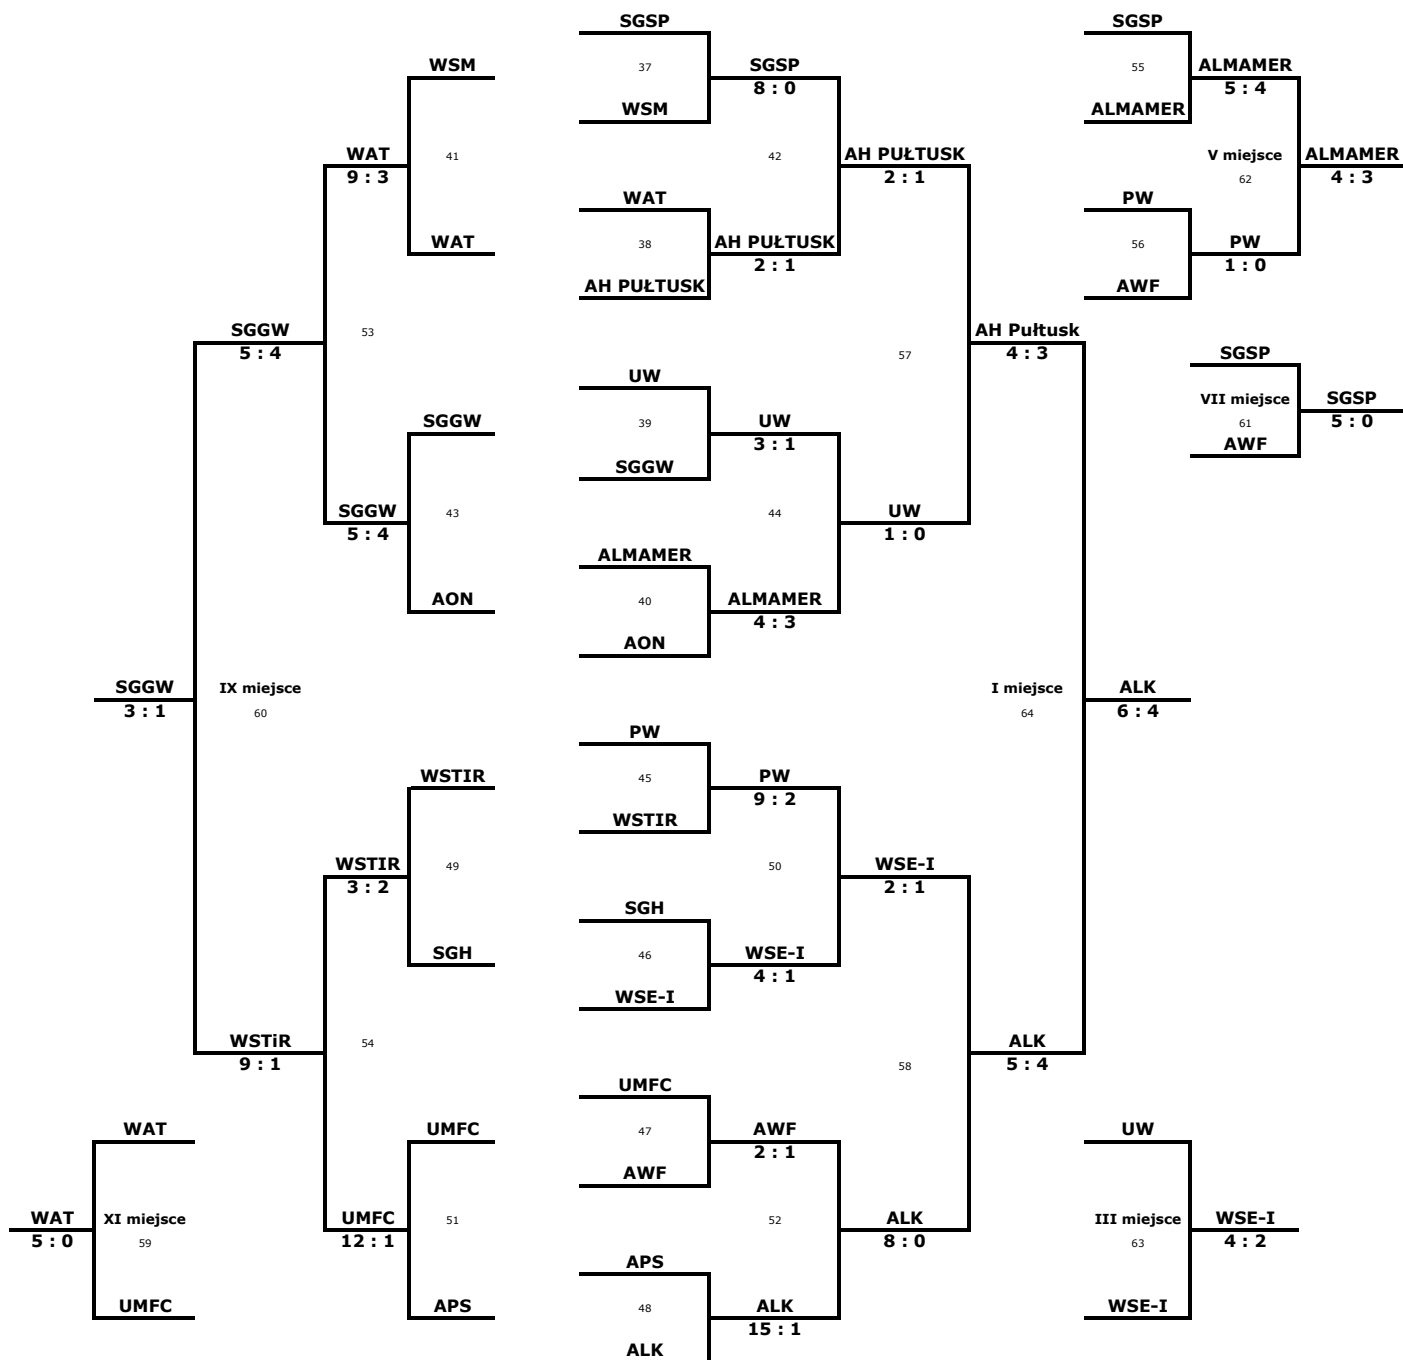 SGSP
SGSP
WSM
37
SGSP
55
ALMAMER
8 : 0
5 : 4
WSM
ALMAMER
WAT
41
42
AH PUŁTUSK
V miejsce
ALMAMER
9 : 3
2 : 1
62
4 : 3
WAT
PW
WAT
38
AH PUŁTUSK
56
PW
2 : 1
1 : 0
AH PUŁTUSK
AWF
SGGW
53
AH Pułtusk
5 : 4
57
4 : 3
SGSP
UW
VII miejsce
SGSP
SGGW
39
UW
61
5 : 0
3 : 1
AWF
SGGW
SGGW
43
44
UW
5 : 4
1 : 0
ALMAMER
AON
40
ALMAMER
4 : 3
AON
SGGW
IX miejsce
I miejsce
ALK
3 : 1
60
64
6 : 4
PW
WSTIR
45
PW
9 : 2
WSTIR
WSTIR
49
50
WSE-I
3 : 2
2 : 1
SGH
SGH
46
WSE-I
4 : 1
WSE-I
WSTiR
54
ALK
9 : 1
58
5 : 4
UMFC
WAT
UMFC
47
AWF
UW
2 : 1
AWF
WAT
XI miejsce
UMFC
51
52
ALK
III miejsce
WSE-I
5 : 0
59
12 : 1
8 : 0
63
4 : 2
APS
UMFC
APS
48
ALK
WSE-I
15 : 1
ALK